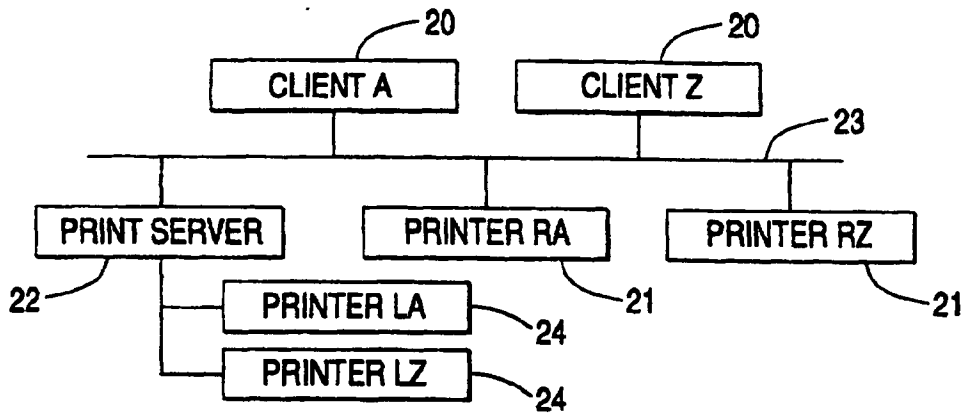 20 20
CLIENT A CLIENT Z
23
PRINT SERVER PRINTER RA PRINTER RZ
22 PRINTER LA 24 21 21
PRINTER LZ 24